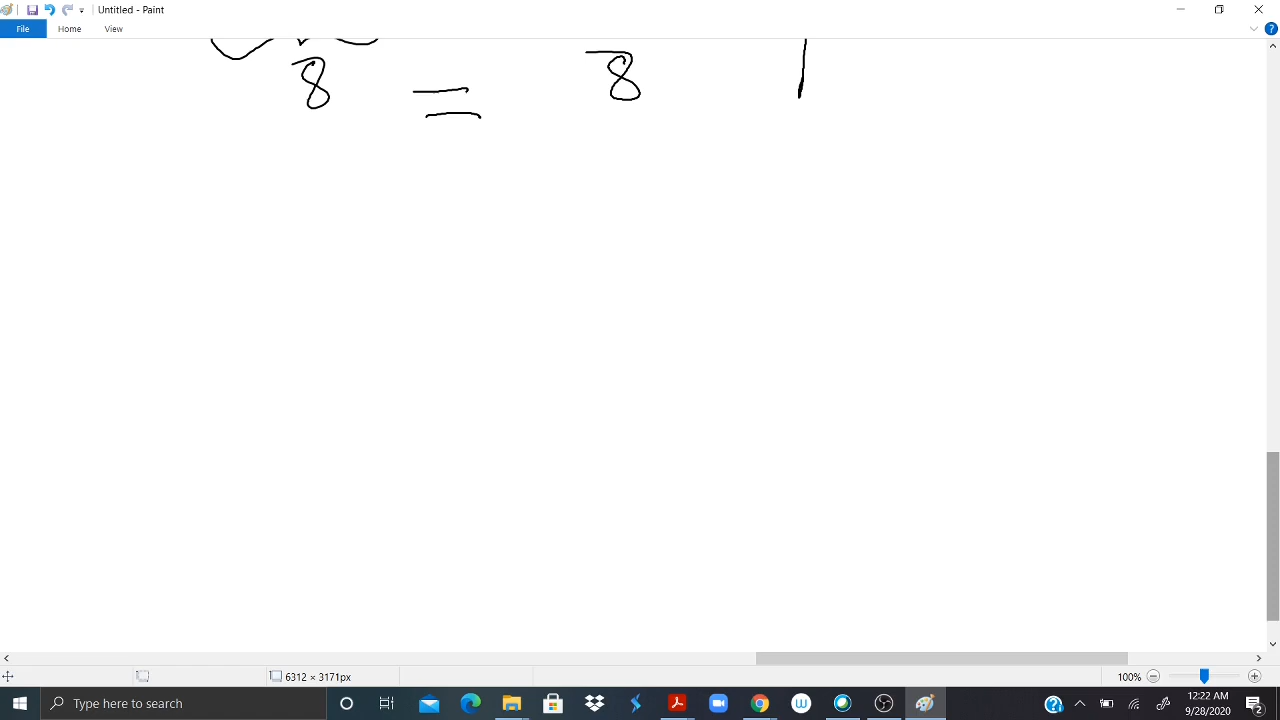 Untitled - Paint
File Home View
8 = 8
6312 × 3171px
100%
Type here to search
12:22 AM
9/28/2020
2